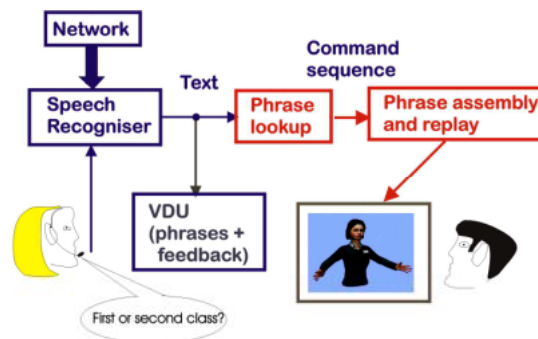 Network
Speech
Recogniser
Text
Phrase
lookup
Command
sequence
Phrase assembly
and replay
VDU
(phrases +
feedback)
First or second class?